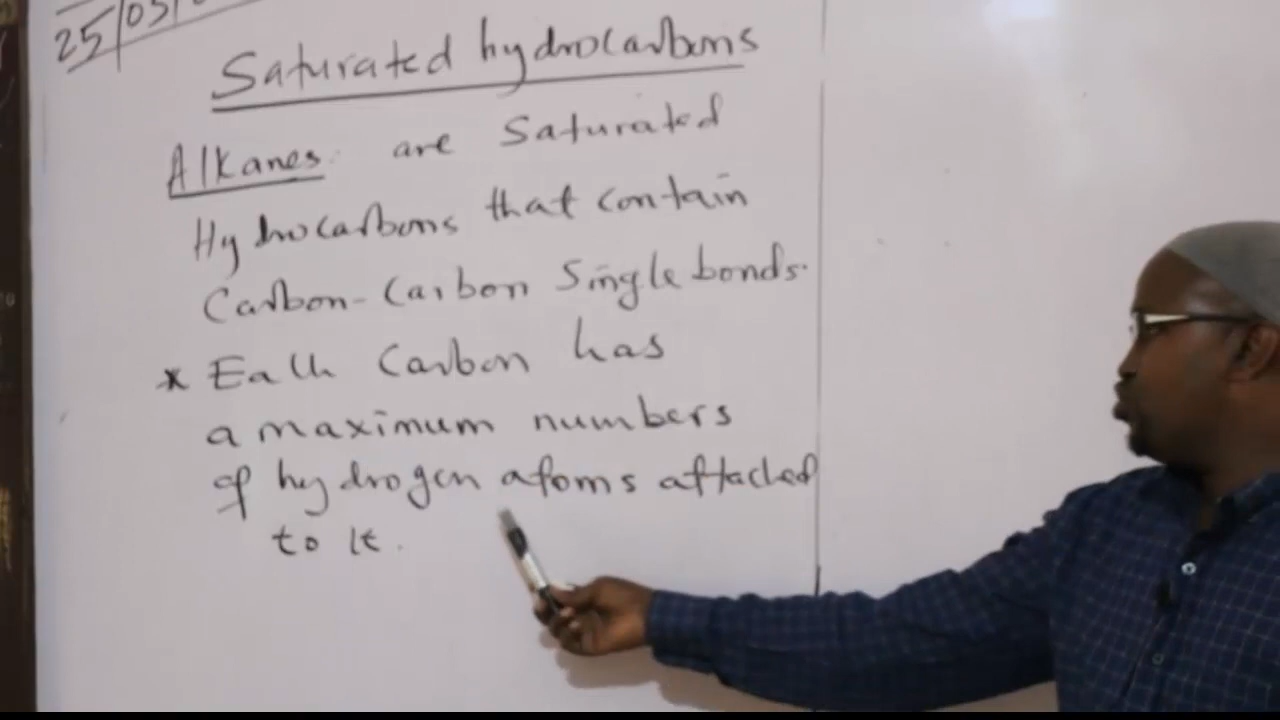 25/03/
Saturated hydrocarbons
Alkanes: are saturated
Hydrocarbons that contain
Carbon-Carbon Single bonds.
* Each Carbon has
a maximum numbers
of hydrogen atoms attached
to it.